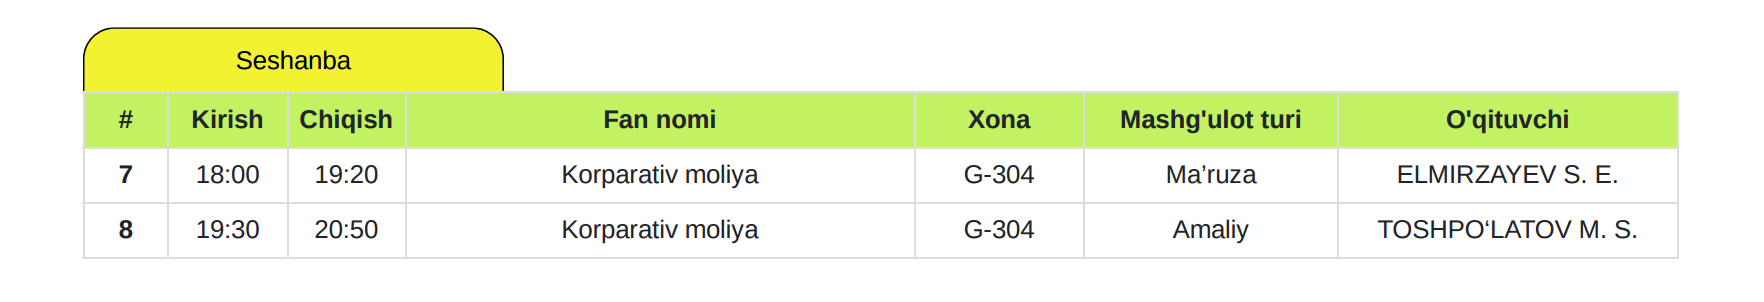 Seshanba
# Kirish Chiqish Fan nomi Xona Mashg'ulot turi O'qituvchi
7 18:00 19:20 Korparativ moliya G-304 Ma’ruza ELMIRZAYEV S. E.
8 19:30 20:50 Korparativ moliya G-304 Amaliy TOSHPO‘LATOV M. S.